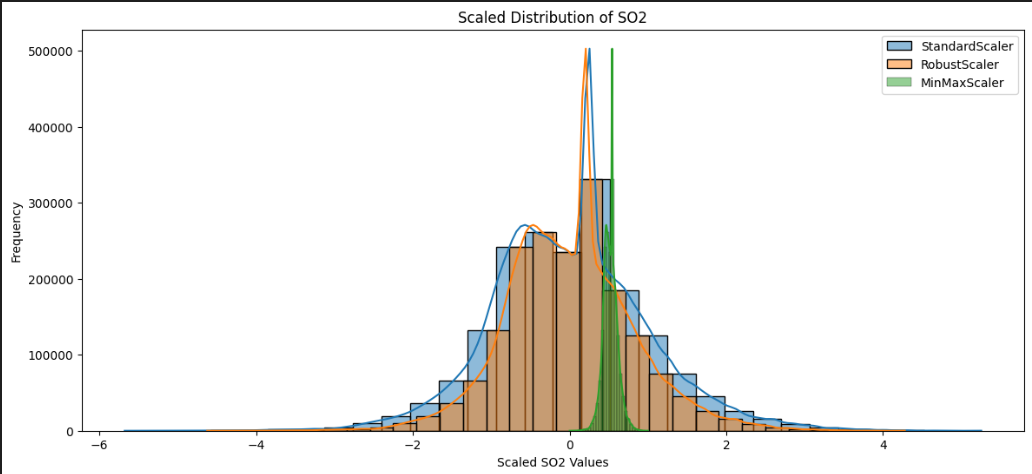 Scaled Distribution of SO2
StandardScaler
RobustScaler
MinMaxScaler
500000
400000
300000
200000
100000
0
Frequency
−6
−4
−2
0
2
4
Scaled SO2 Values